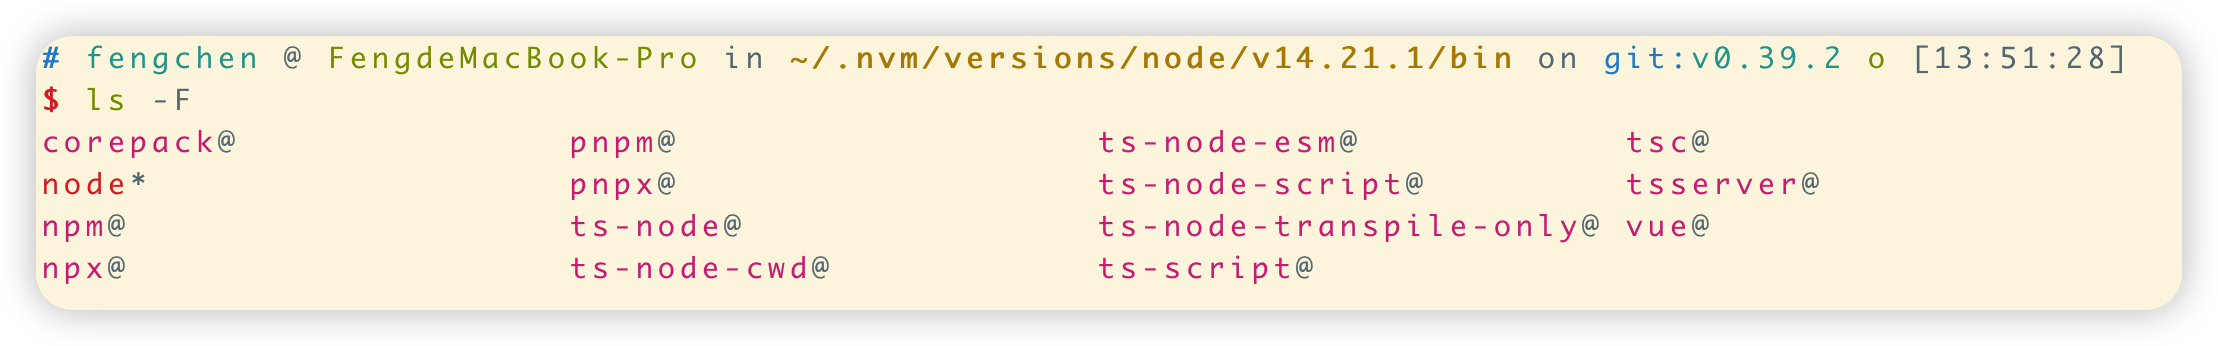 # fengchen @ FengdeMacBook-Pro in ~/.nvm/versions/node/v14.21.1/bin on git:v0.39.2 o [13:51:28]
$ ls -F
corepack@ pnpm@ ts-node-esm@ tsc@
node* pnpx@ ts-node-script@ tsserver@
npm@ ts-node@ ts-node-transpile-only@ vue@
npx@ ts-node-cwd@ ts-script@